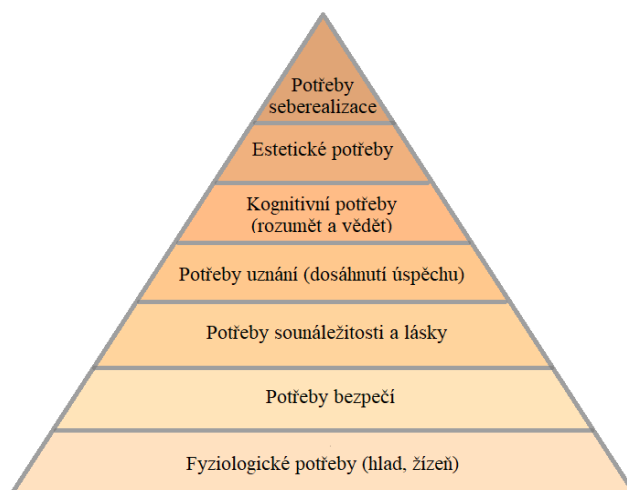 Potřeby
seberealizace
Estetické potřeby
Kognitivní potřeby
(rozumět a vědět)
Potřeby uznání (dosáhnutí úspěchu)
Potřeby sounáležitosti a lásky
Potřeby bezpečí
Fyziologické potřeby (hlad, žízeň)